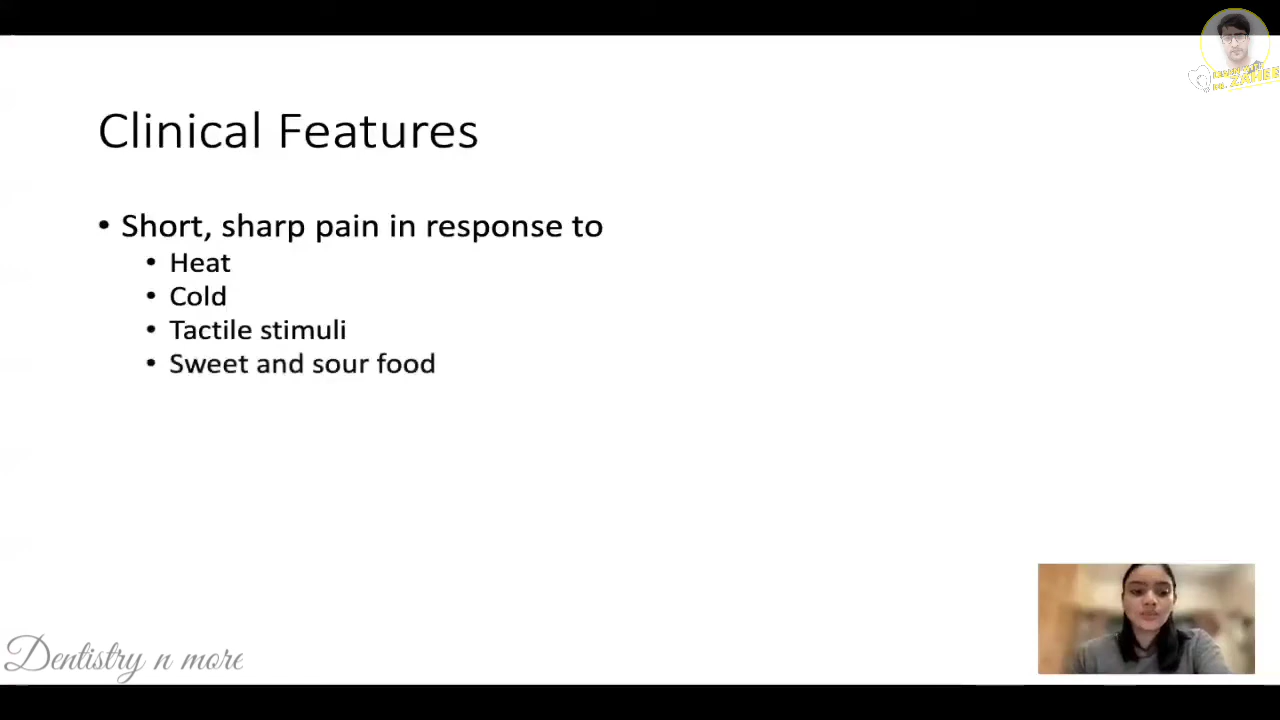 Clinical Features
• Short, sharp pain in response to
• Heat
• Cold
• Tactile stimuli
• Sweet and sour food
Dentistry n more